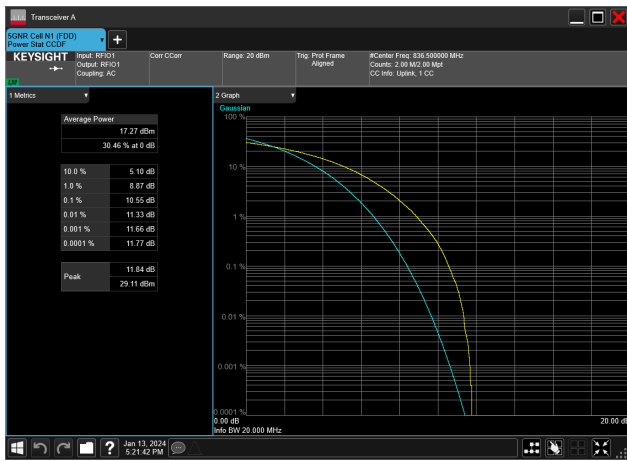 Transceiver A
5GNR Cell N1 (FDD)
Power Stat CCDF
KEYSIGHT
LXI
Input: RFIO1
Output: RFIO1
Coupling: AC
Corr CCorr
Range: 20 dBm
Trig: Prot Frame
Aligned
#Center Freq: 836.500000 MHz
Counts: 2.00 M/2.00 Mpt
CC Info: Uplink, 1 CC
1 Metrics
Average Power
17.27 dBm
30.46 % at 0 dB
10.0 % 5.10 dB
1.0 % 8.87 dB
0.1 % 10.55 dB
0.01 % 11.33 dB
0.001 % 11.66 dB
0.0001 % 11.77 dB
Peak
11.84 dB
29.11 dBm
2 Graph
Gaussian
100 %
10 %
1 %
0.1 %
0.01 %
0.001 %
0.0001 %
0.00 dB
20.00 dB
Info BW 20.000 MHz
Jan 13, 2024
5:21:42 PM